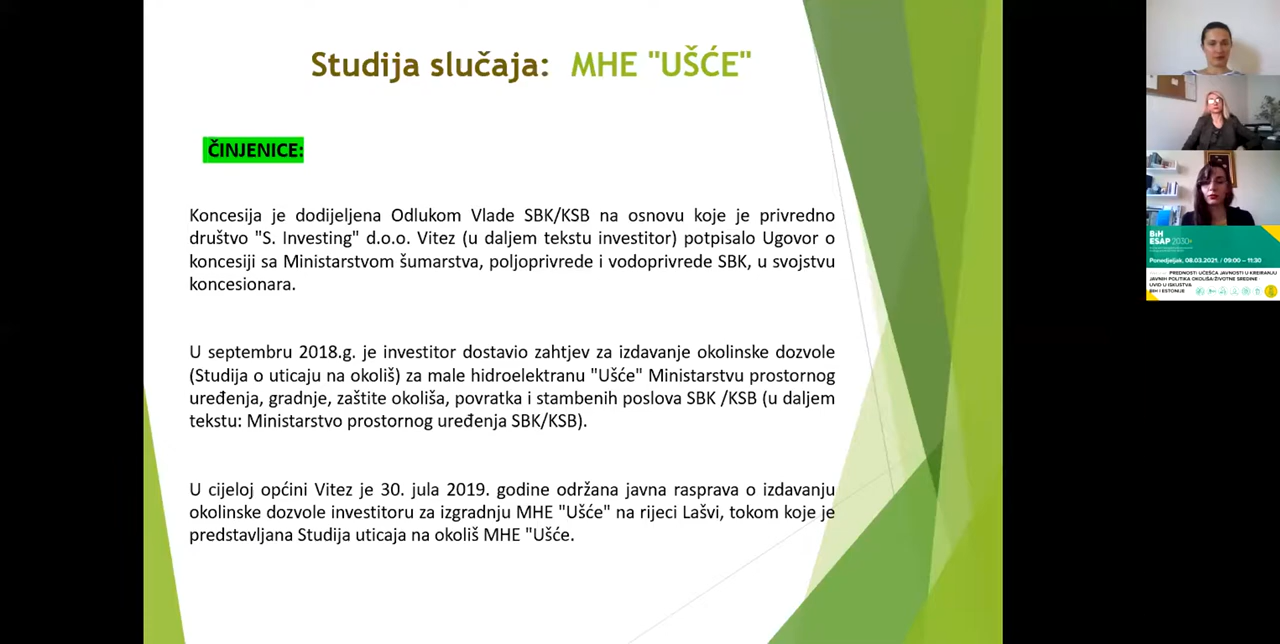 Studija slučaja: MHE "UŠĆE"
ČINJENICE:
Koncesija je dodijeljena Odlukom Vlade SBK/KSB na osnovu koje je privredno
društvo "S. Investing" d.o.o. Vitez (u daljem tekstu investitor) potpisalo Ugovor o
koncesiji sa Ministarstvom šumarstva, poljoprivrede i vodoprivrede SBK, u svojstvu
koncesionara.
U septembru 2018.g. je investitor dostavio zahtjev za izdavanje okolinske dozvole
(Studija o uticaju na okoliš) za male hidroelektranu "Ušće" Ministarstvu prostornog
uređenja, gradnje, zaštite okoliša, povratka i stambenih poslova SBK /KSB (u daljem
tekstu: Ministarstvo prostornog uređenja SBK/KSB).
U cijeloj općini Vitez je 30. jula 2019. godine održana javna rasprava o izdavanju
okolinske dozvole investitoru za izgradnju MHE "Ušće" na rijeci Lašvi, tokom koje je
predstavljana Studija uticaja na okoliš MHE "Ušće.
BiH
ESAP 2030+
Ponedjeljak, 08.03.2021. / 09:00 – 11:30
PREDNOSTI UČEŠĆA JAVNOSTI U KREIRANJU
JAVNIH POLITIKA OKOLIŠA/ŽIVOTNE SREDINE
UVID U ISKUSTVA
BIH I ESTONIJE